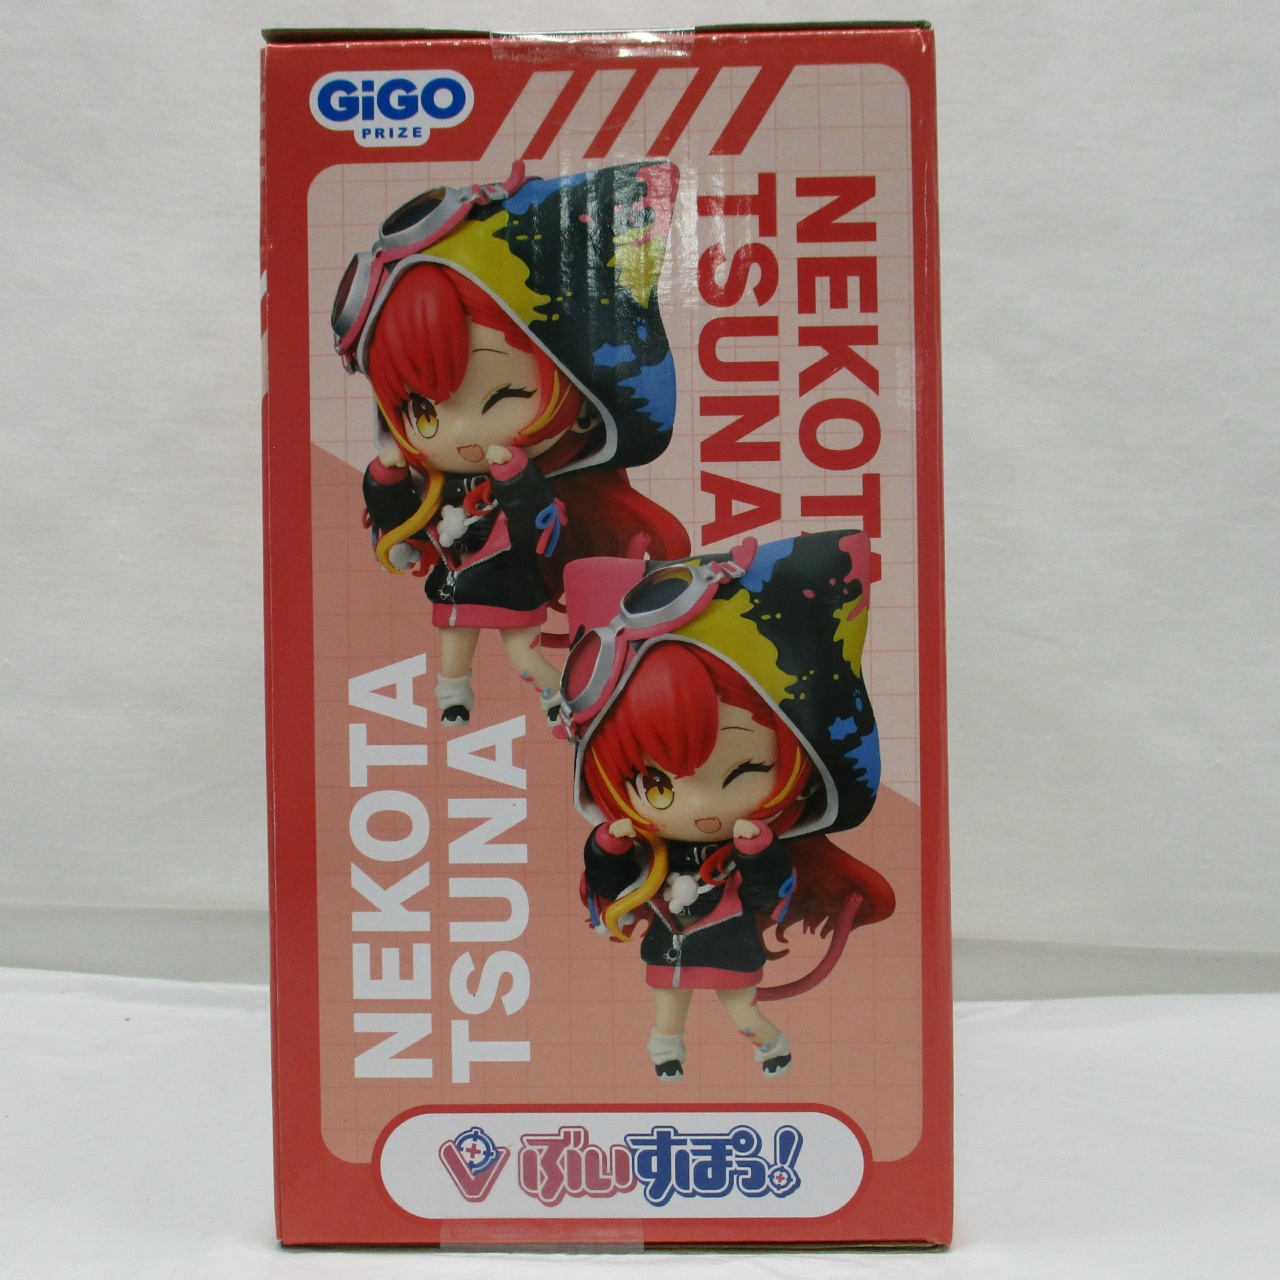 GiGO
PRIZE
NEKOTA
TSUNA
NEKOTA
TSUNA
ぶいすぽっ!